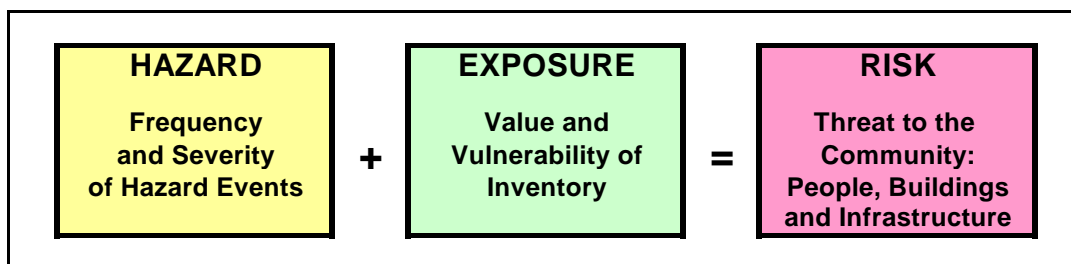 HAZARD
Frequency
and Severity
of Hazard Events
+
EXPOSURE
Value and
Vulnerability of
Inventory
=
RISK
Threat to the
Community:
People, Buildings
and Infrastructure